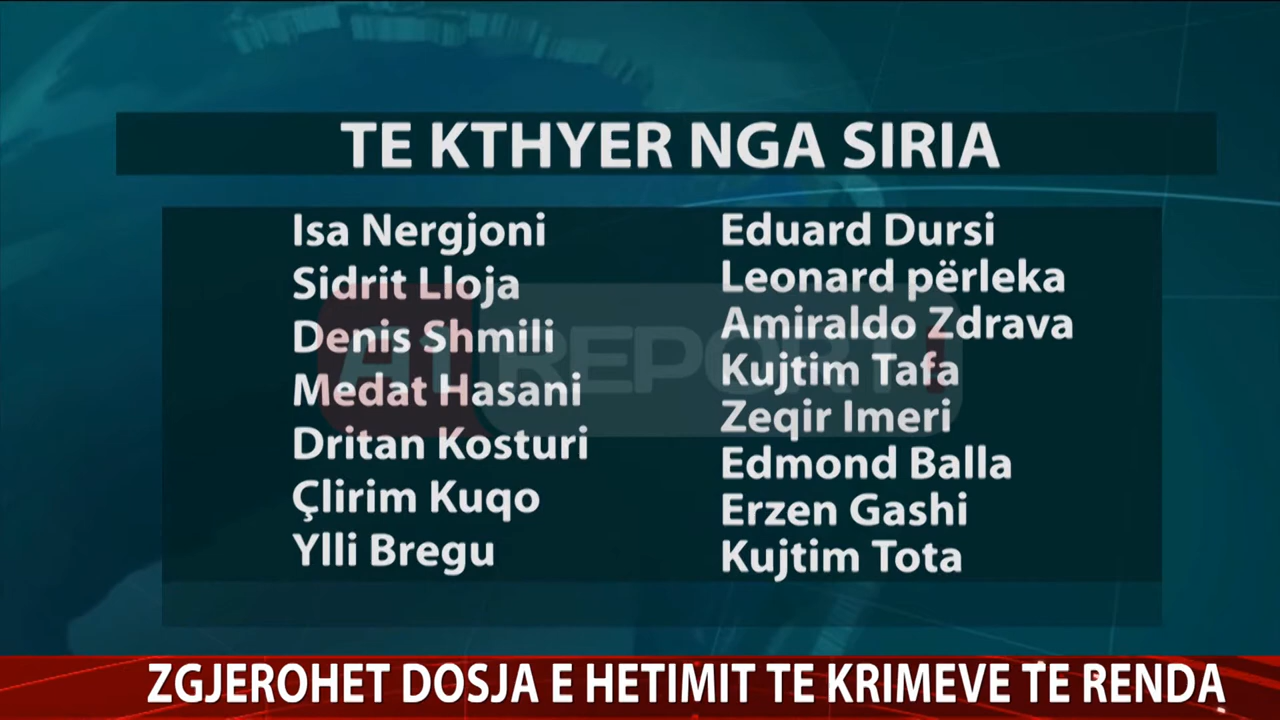 TE KTHYER NGA SIRIA
Isa Nergjoni
Sidrit Lloja
Denis Shmili
Medat Hasani
Dritan Kosturi
Çlirim Kuqo
Ylli Bregu
Eduard Dursi
Leonard përleka
Amiraldo Zdrava
Kujtim Tafa
Zeqir Imeri
Edmond Balla
Erzen Gashi
Kujtim Tota
A1 REPORT
ZGJEROHET DOSJA E HETIMIT TE KRIMEVE TE RENDA